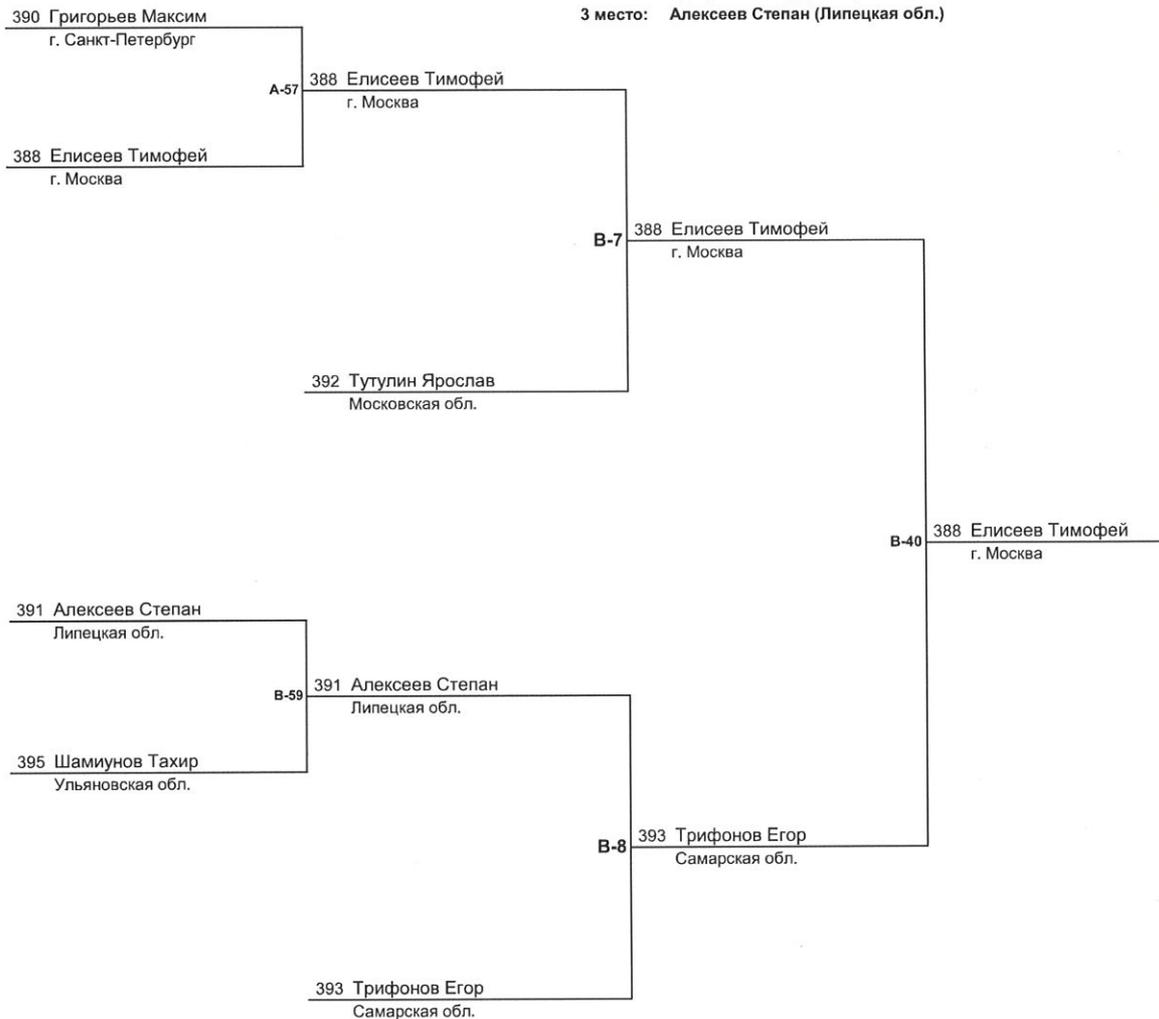 390 Григорьев Максим
г. Санкт-Петербург
3 место: Алексеев Степан (Липецкая обл.)
А-57
388 Елисеев Тимофей
г. Москва
388 Елисеев Тимофей
г. Москва
В-7
388 Елисеев Тимофей
г. Москва
392 Тутулин Ярослав
Московская обл.
В-40
388 Елисеев Тимофей
г. Москва
391 Алексеев Степан
Липецкая обл.
В-59
391 Алексеев Степан
Липецкая обл.
395 Шамиунов Тахир
Ульяновская обл.
В-8
393 Трифонов Егор
Самарская обл.
393 Трифонов Егор
Самарская обл.